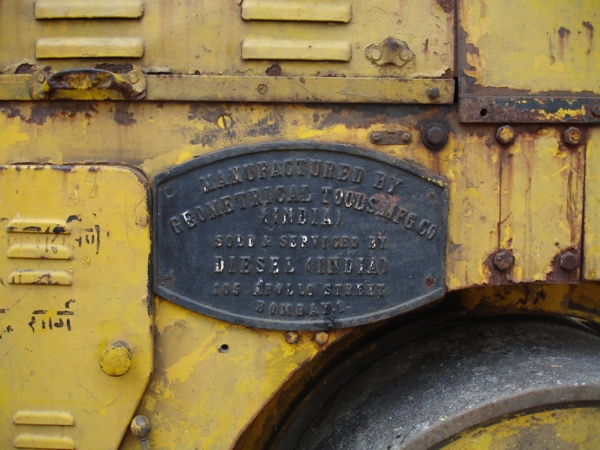 MANUFACTURED BY
GEOMETRICAL TOOLS MFG.CO.
(INDIA)
SOLD & SERVICED BY
DIESEL (INDIA)
105 APOLLO STREET
BOMBAY-1